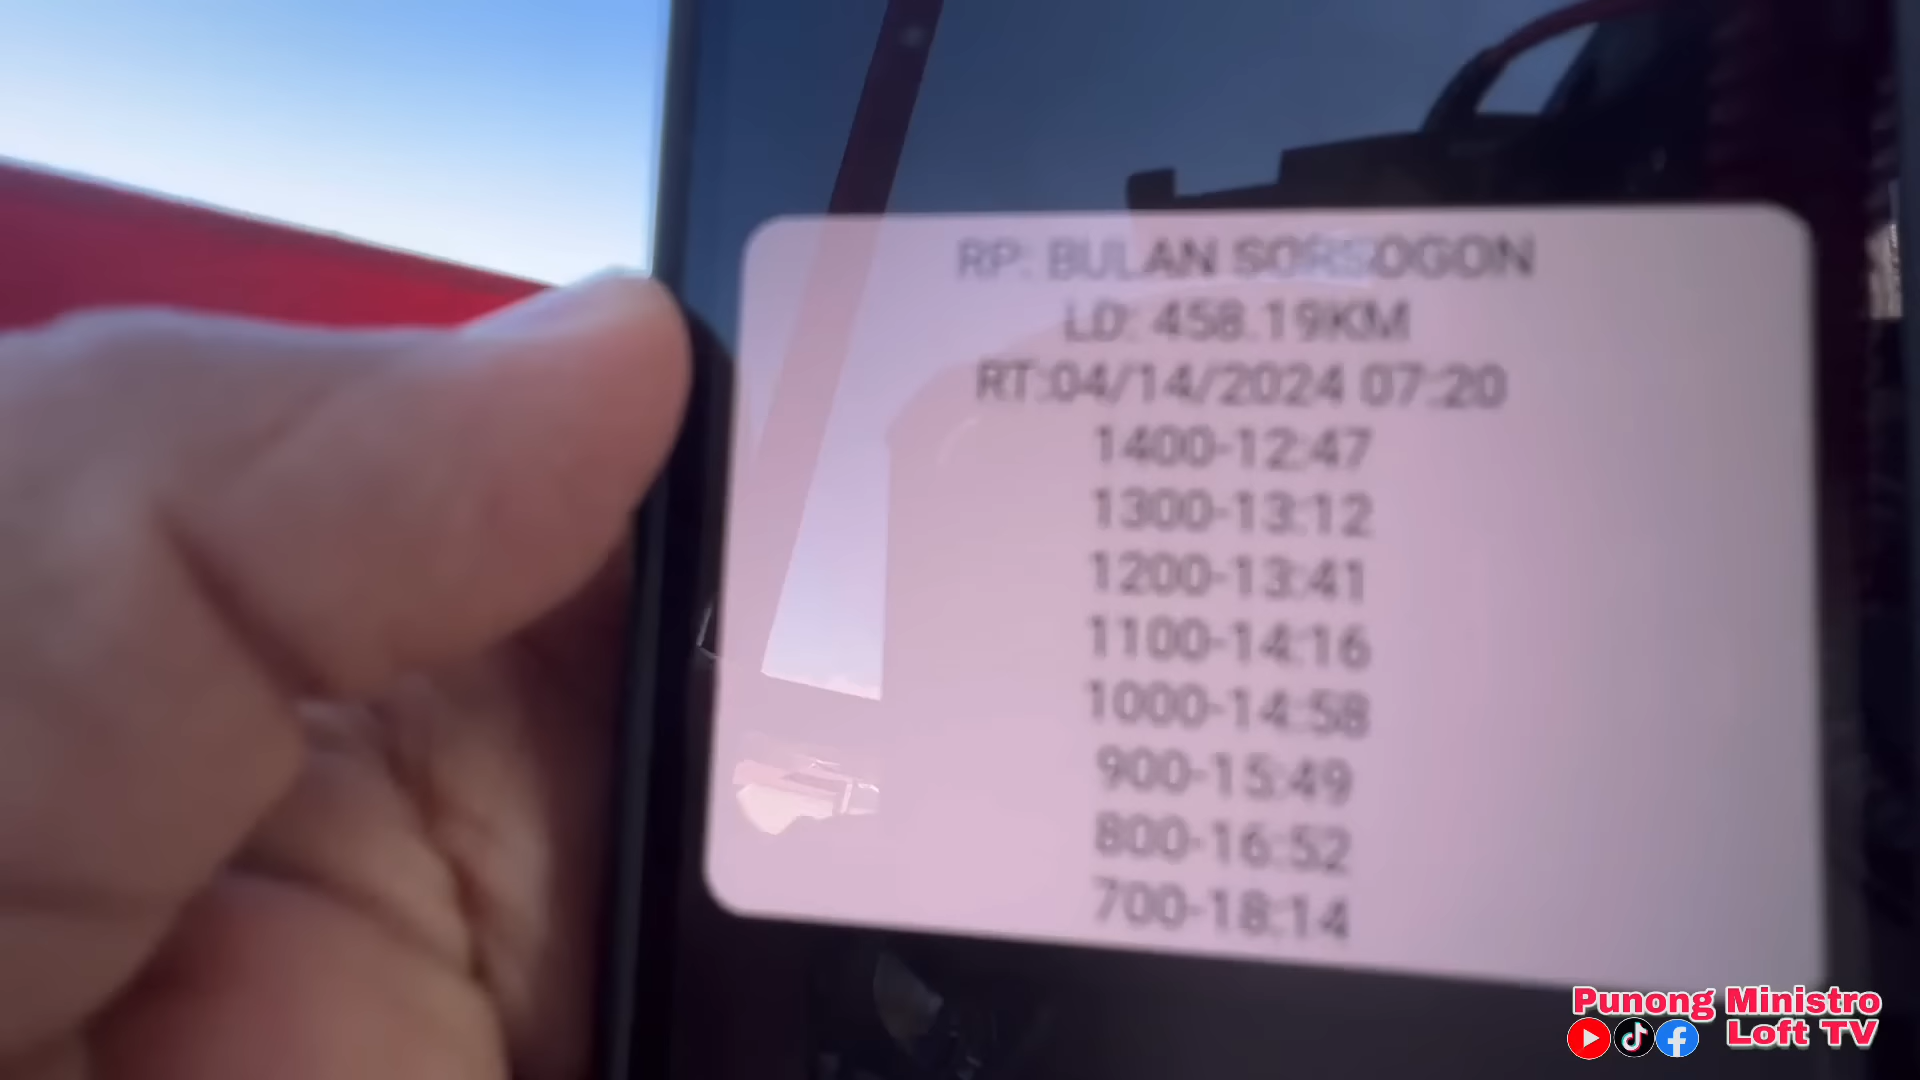 RP: BULAN SORSOGON
LD: 458.19KM
RT:04/14/2024 07:20
1400-12:47
1300-13:12
1200-13:41
1100-14:16
1000-14:58
900-15:49
800-16:52
700-18:14
Punong Ministro
Loft TV